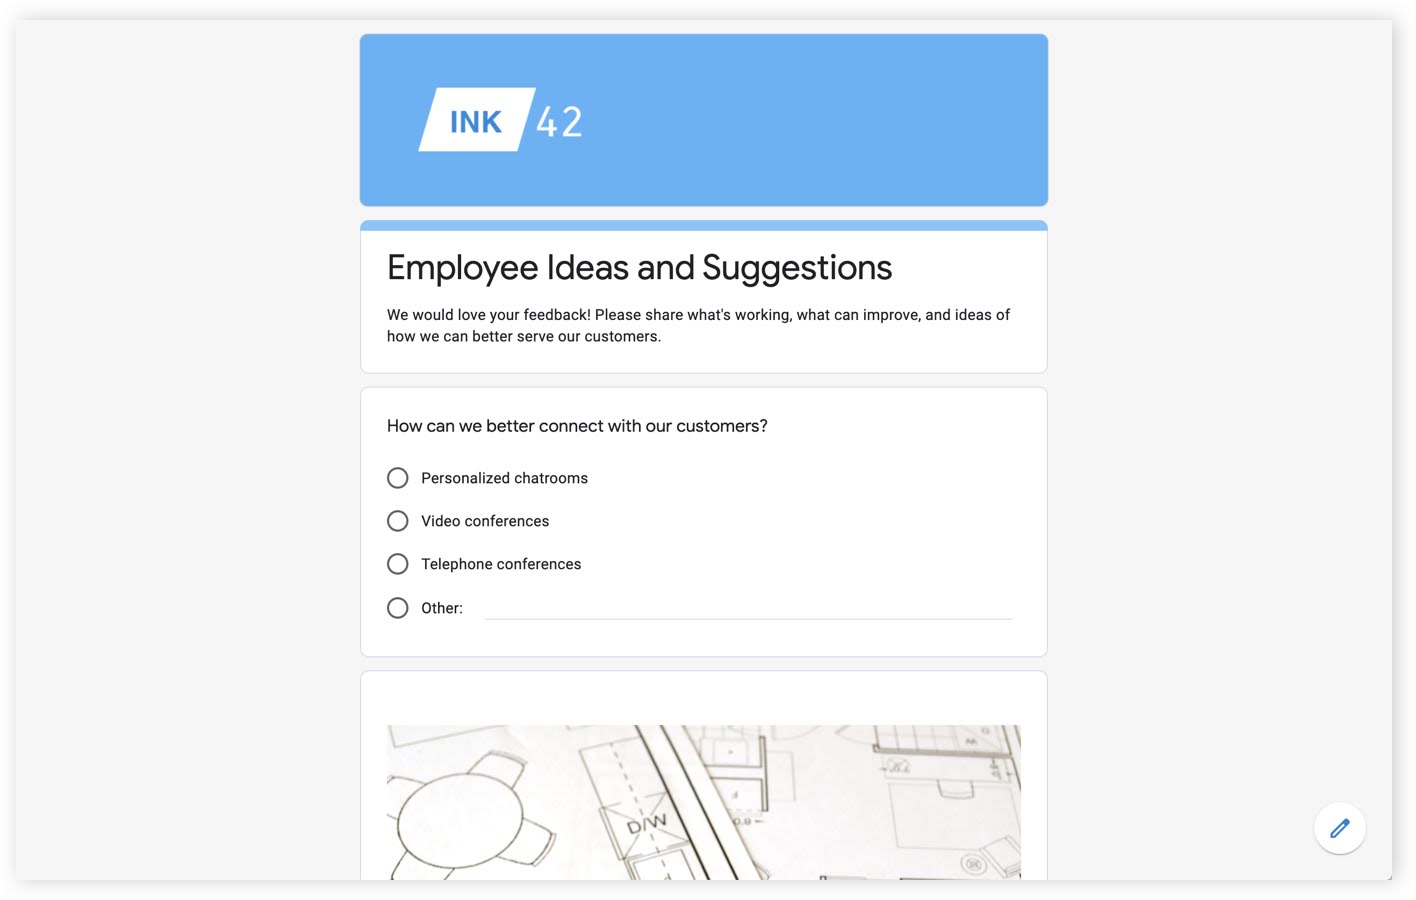 INK 42
Employee Ideas and Suggestions
We would love your feedback! Please share what's working, what can improve, and ideas of
how we can better serve our customers.
How can we better connect with our customers?
Personalized chatrooms
Video conferences
Telephone conferences
Other:
D/W